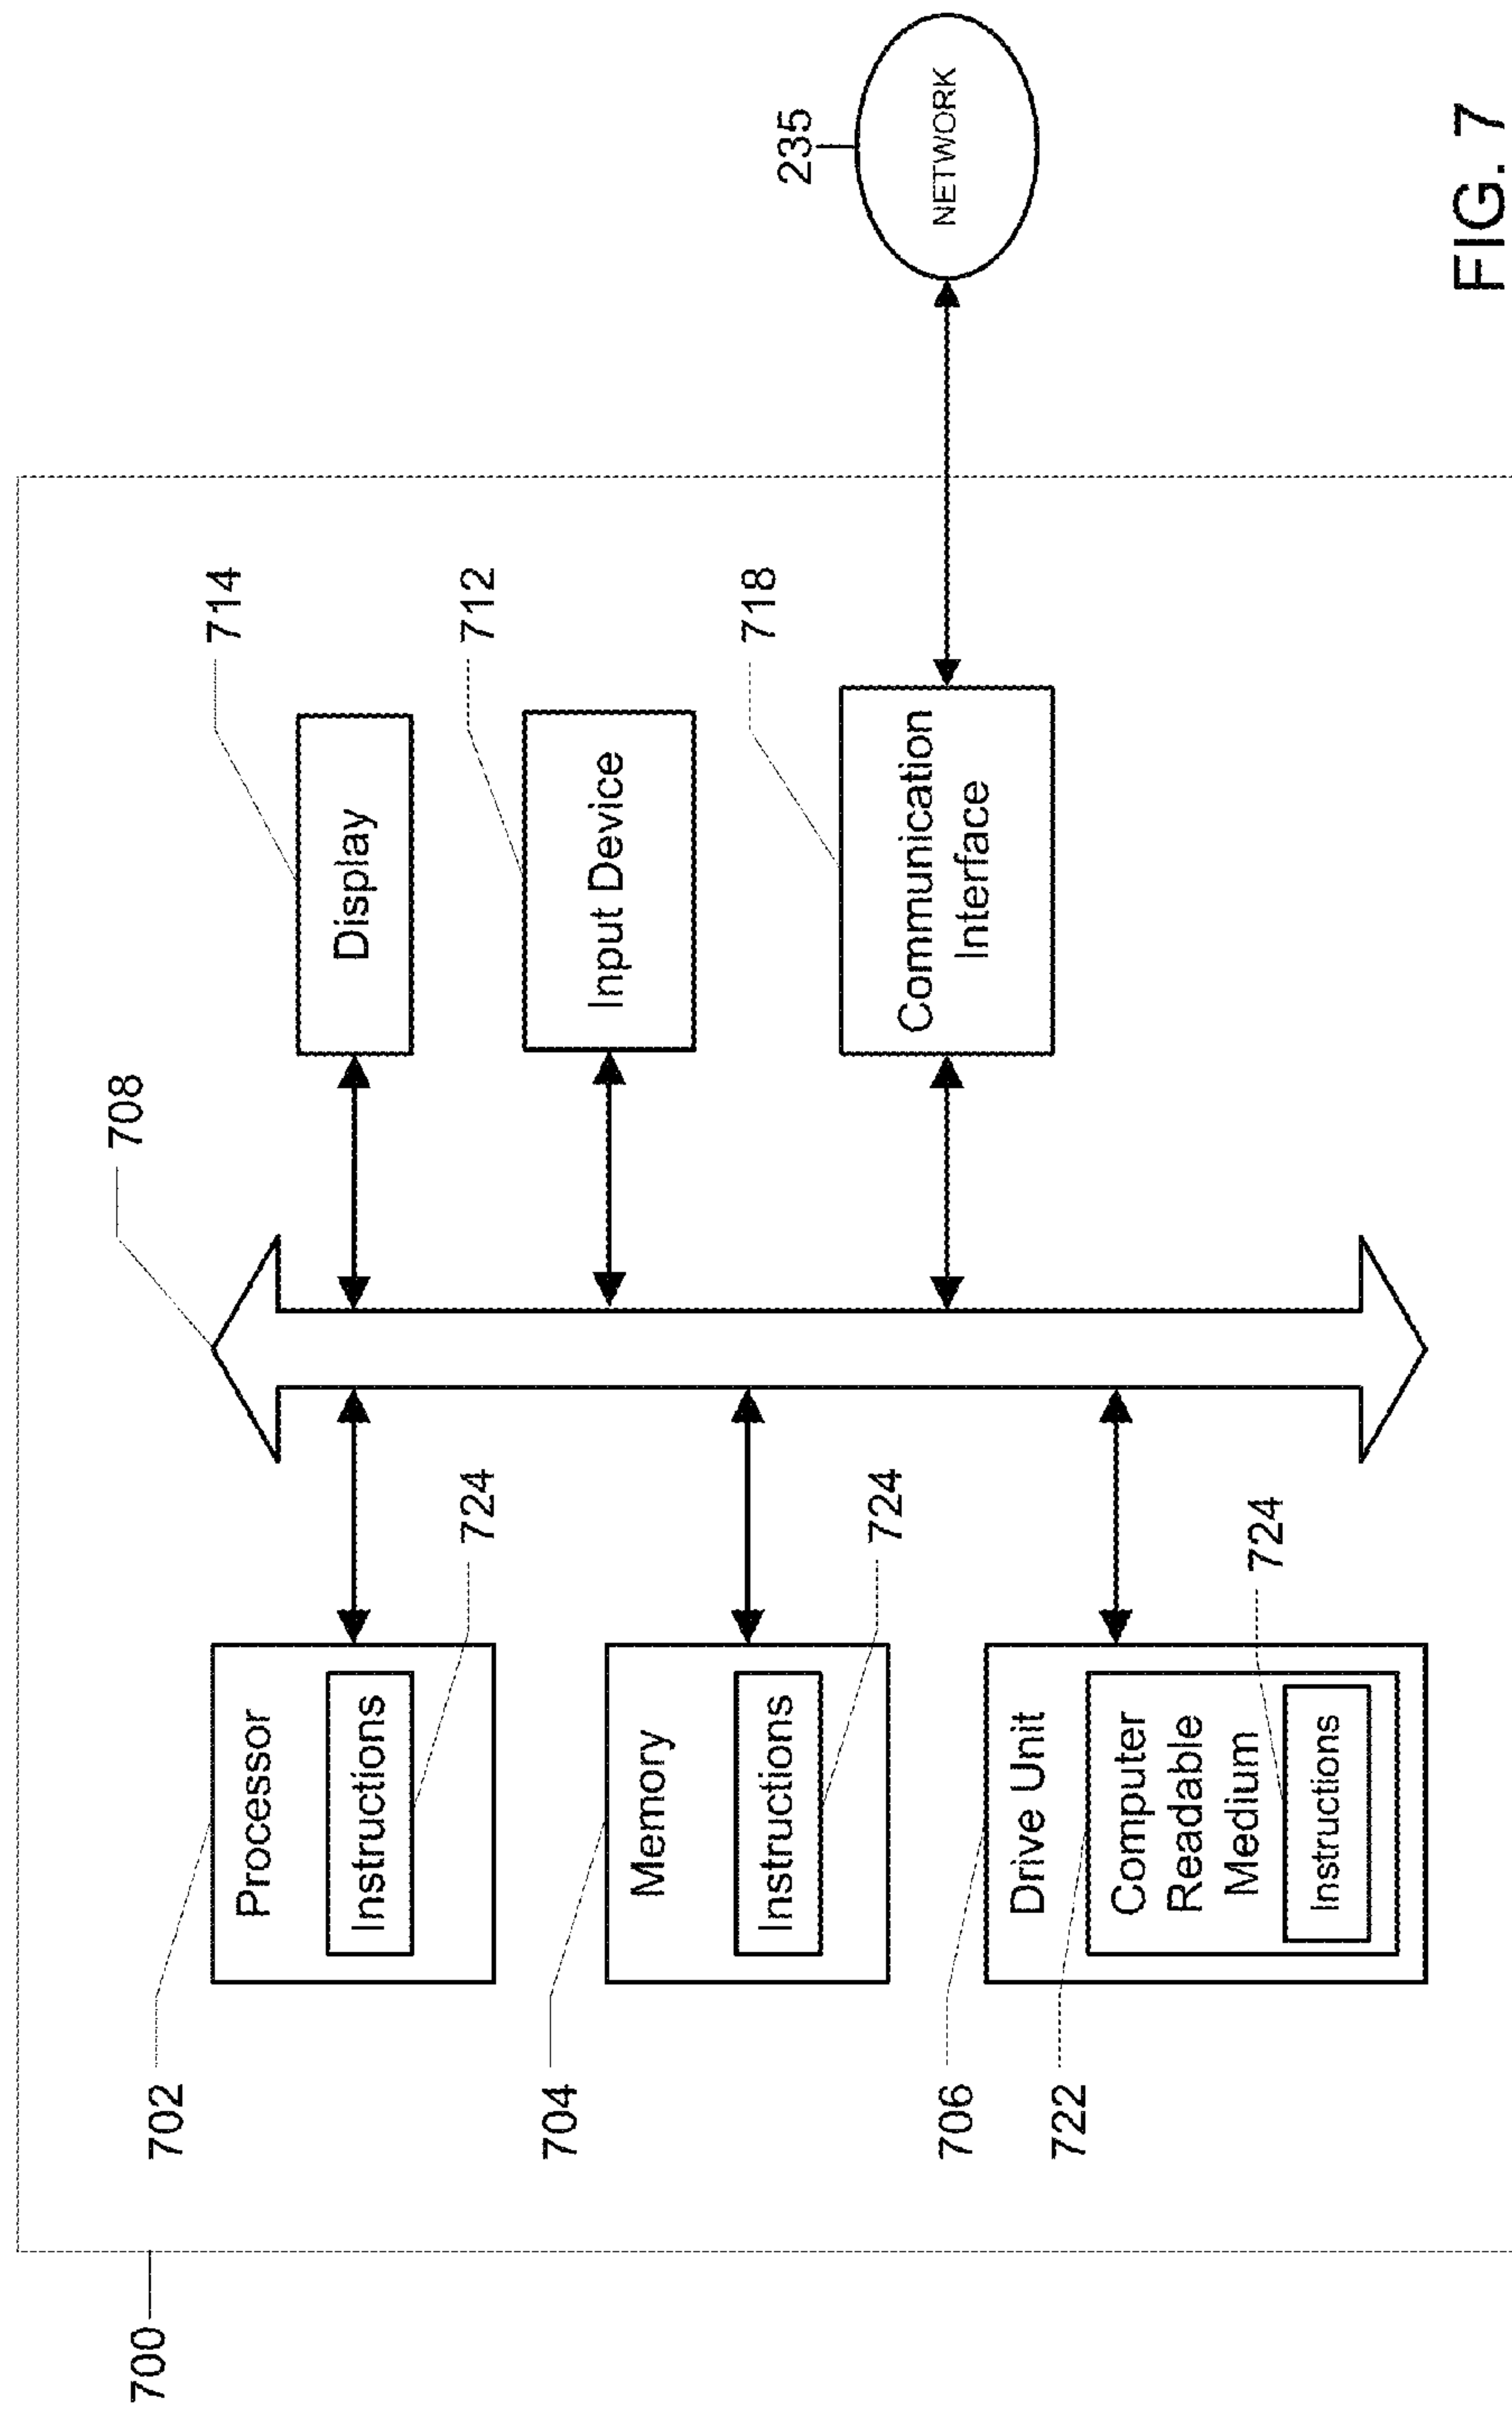 700
702
Processor
Instructions
724
704
Memory
Instructions
724
706
Drive Unit
722
Computer
Readable
Medium
Instructions
724
708
714
Display
712
Input Device
718
Communication
Interface
235
NETWORK
FIG. 7